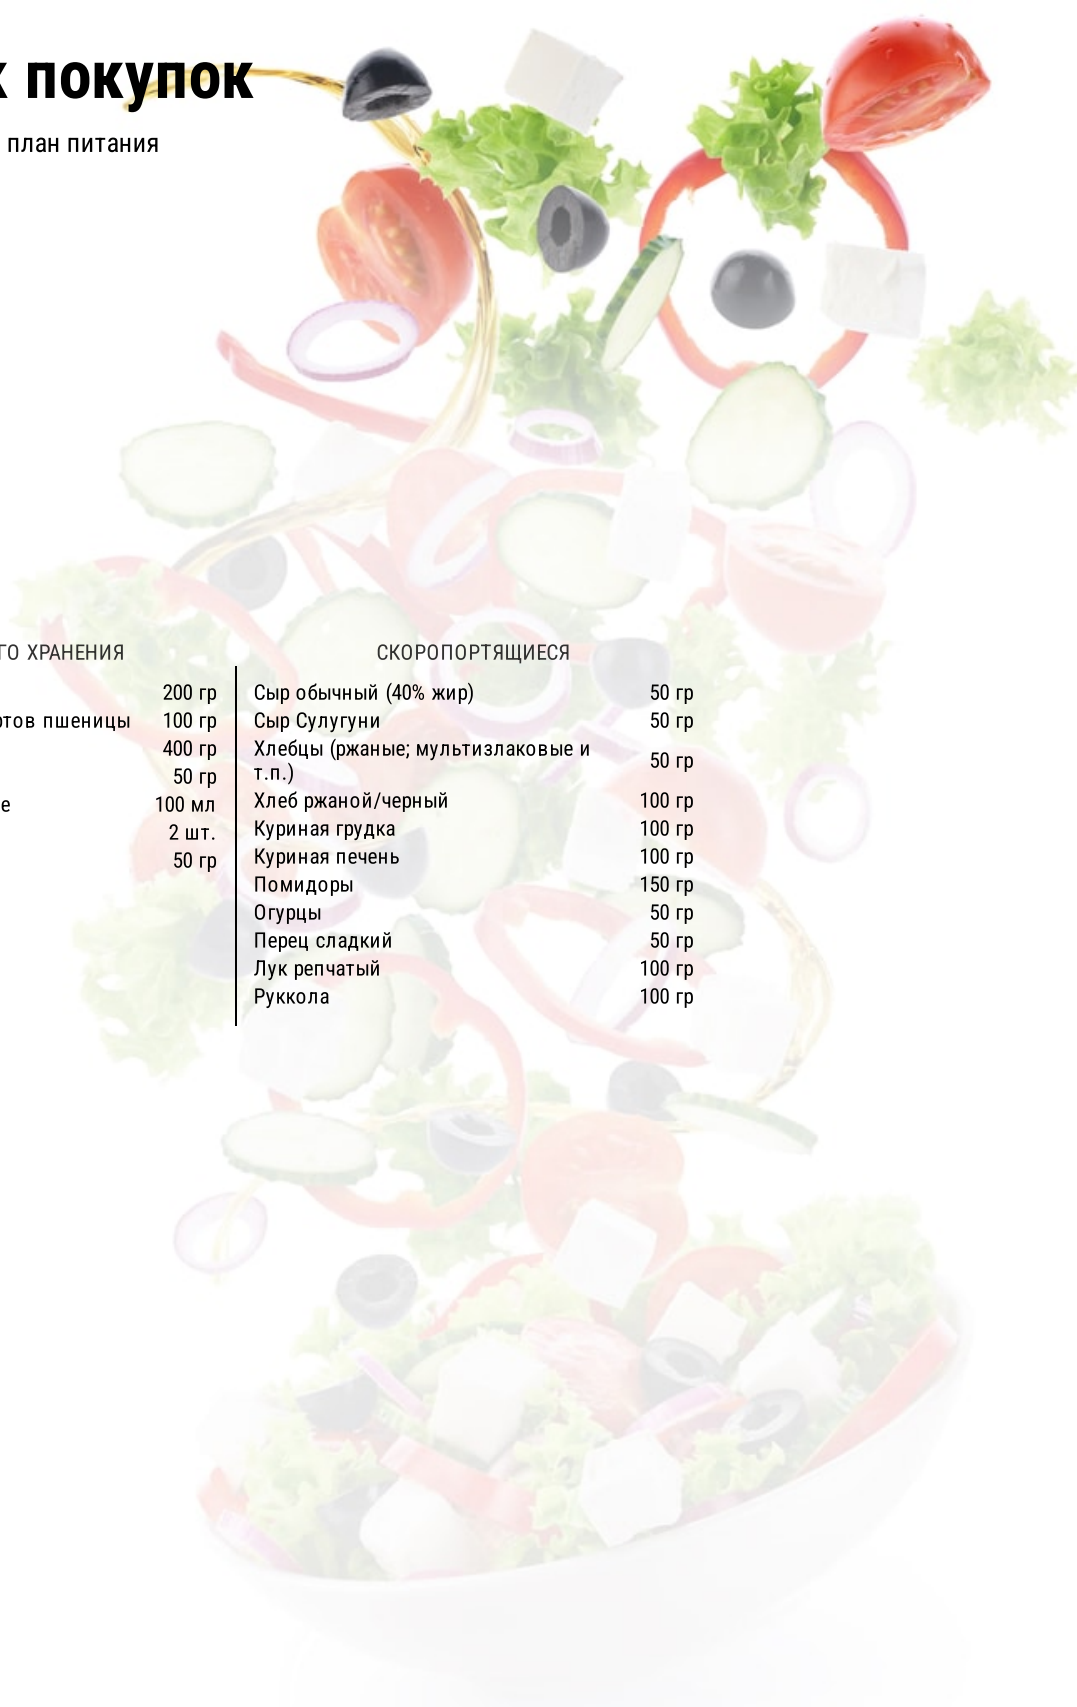 к покупок
план питания
ГО ХРАНЕНИЯ
200 гр
ртов пшеницы 100 гр
400 гр
50 гр
е 100 мл
2 шт.
50 гр
СКОРОПОРТЯЩИЕСЯ
Сыр обычный (40% жир) 50 гр
Сыр Сулугуни 50 гр
Хлебцы (ржаные; мультизлаковые и
т.п.) 50 гр
Хлеб ржаной/черный 100 гр
Куриная грудка 100 гр
Куриная печень 100 гр
Помидоры 150 гр
Огурцы 50 гр
Перец сладкий 50 гр
Лук репчатый 100 гр
Руккола 100 гр